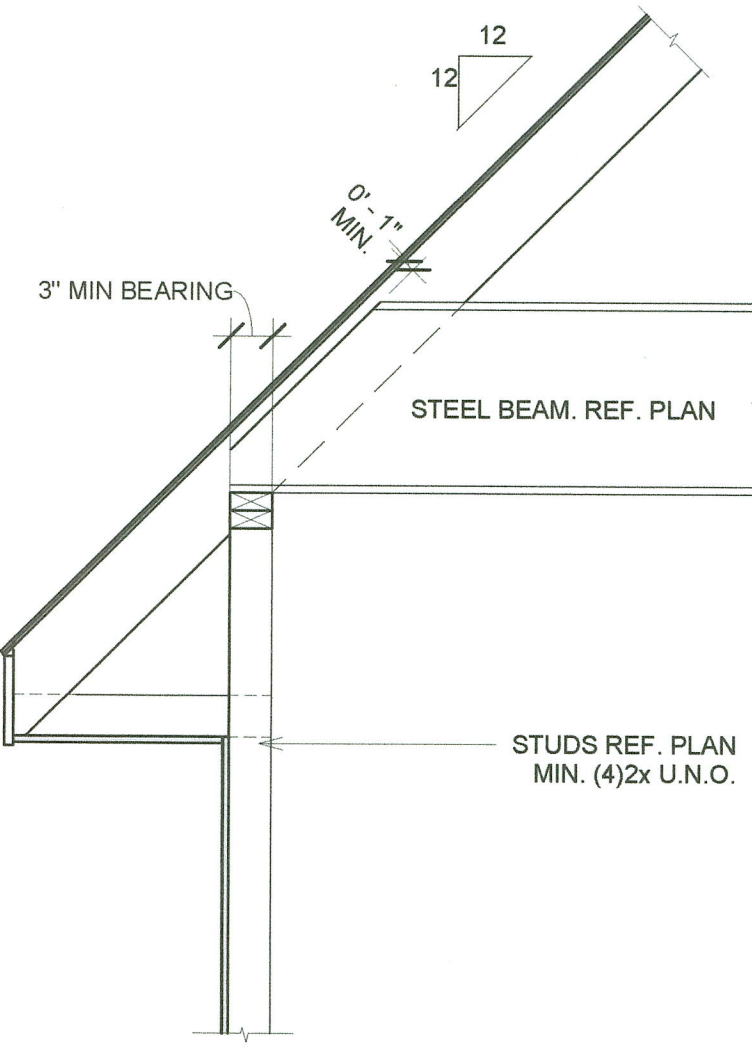 12
12
0' - 1"
MIN.
3" MIN BEARING
STEEL BEAM. REF. PLAN
STUDS REF. PLAN
MIN. (4)2x U.N.O.